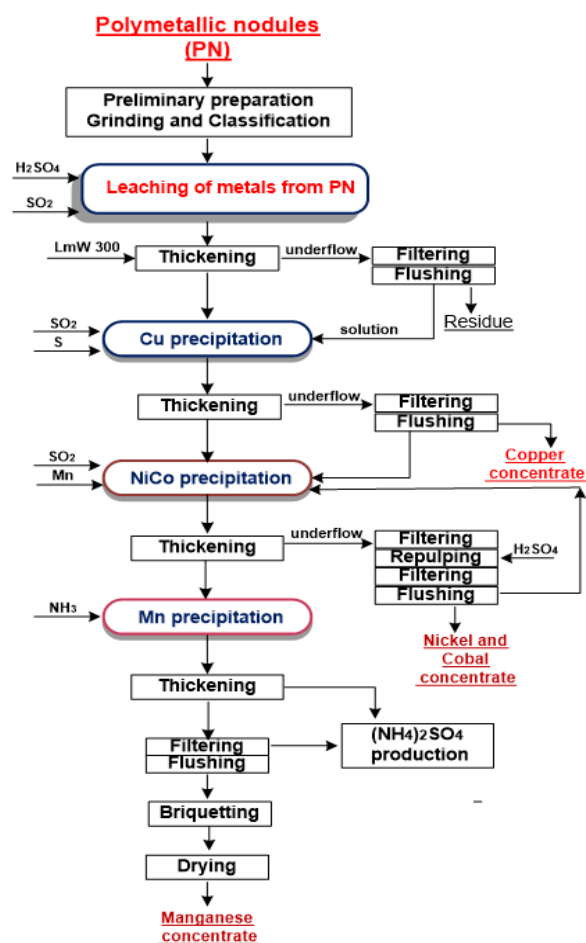 Polymetallic nodules
(PN)
Preliminary preparation
Grinding and Classification
H₂SO₄
Leaching of metals from PN
SO₂
LmW 300
Thickening
underflow
Filtering
Flushing
Residue
SO₂
S
Cu precipitation
solution
Thickening
underflow
Filtering
Flushing
Copper
concentrate
SO₂
Mn
NiCo precipitation
Thickening
underflow
Filtering
Repulping
H₂SO₄
Filtering
Flushing
NH₃
Mn precipitation
Nickel and
Cobal
concentrate
Thickening
Filtering
Flushing
(NH4)2SO4
production
Briquetting
Drying
Manganese
concentrate